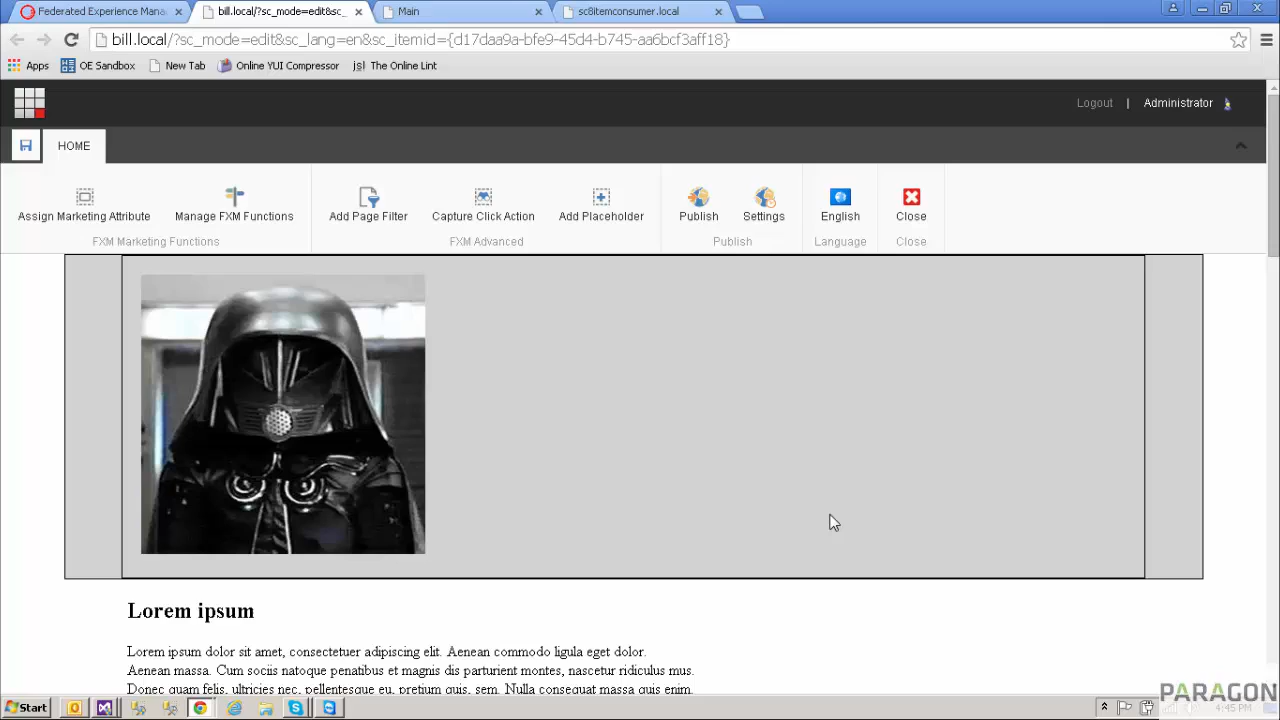 Federated Experience Mana
bill.local/?sc_mode=edit&sc_
Main
sc8itemconsumer.local
bill.local/?sc_mode=edit&sc_lang=en&sc_itemid={d17daa9a-bfe9-45d4-b745-aa6bcf3aff18}
Apps
OE Sandbox
New Tab
Online YUI Compressor
js! The Online Lint
Logout | Administrator
HOME
Assign Marketing Attribute
Manage FXM Functions
Add Page Filter
Capture Click Action
Add Placeholder
Publish
Settings
English
Close
FXM Marketing Functions
FXM Advanced
Publish
Language
Close
Lorem ipsum
Lorem ipsum dolor sit amet, consectetuer adipiscing elit. Aenean commodo ligula eget dolor.
Aenean massa. Cum sociis natoque penatibus et magnis dis parturient montes, nascetur ridiculus mus.
Donec quam felis, ultricies nec, pellentesque eu, pretium quis, sem. Nulla consequat massa quis enim.
Start
PARAGON
4:45 PM